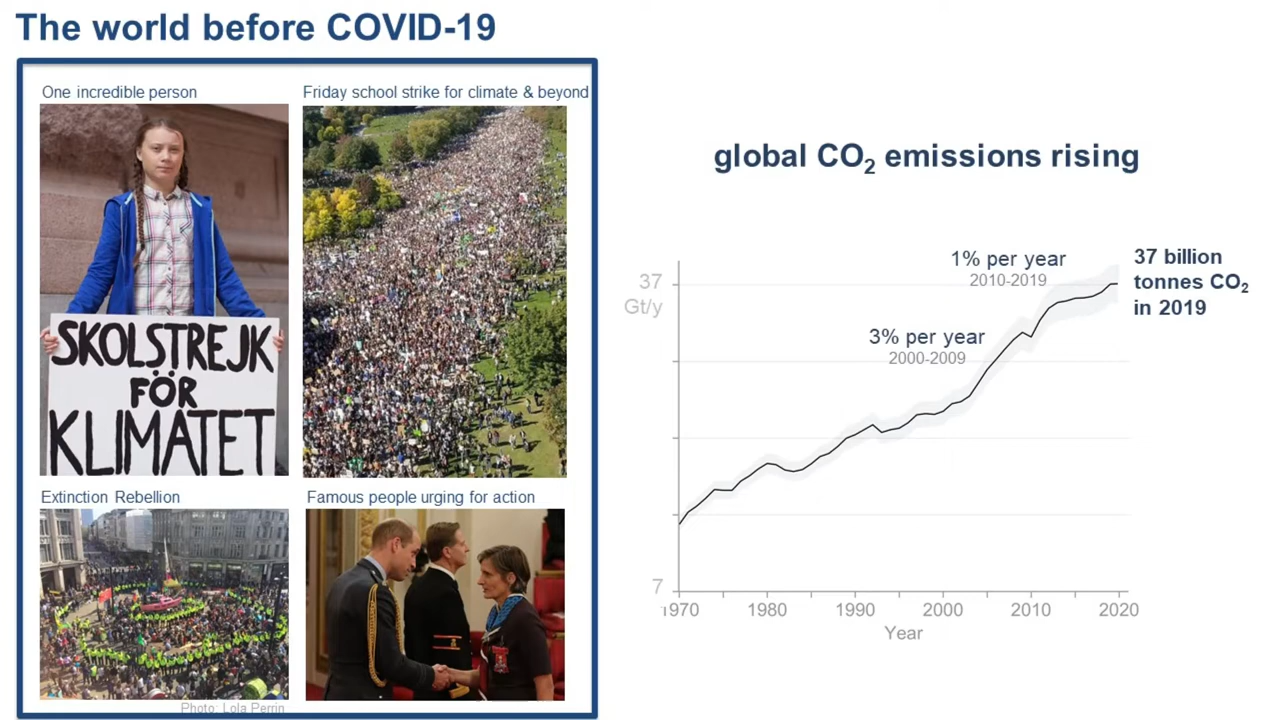 The world before COVID-19
One incredible person
Friday school strike for climate & beyond
SKOLSTREJK
FÖR
KLIMATET
Extinction Rebellion
Famous people urging for action
Photo: Lola Perrin
global CO₂ emissions rising
37
Gt/y
1% per year
2010-2019
3% per year
2000-2009
37 billion
tonnes CO₂
in 2019
7
1970 1980 1990 2000 2010 2020
Year